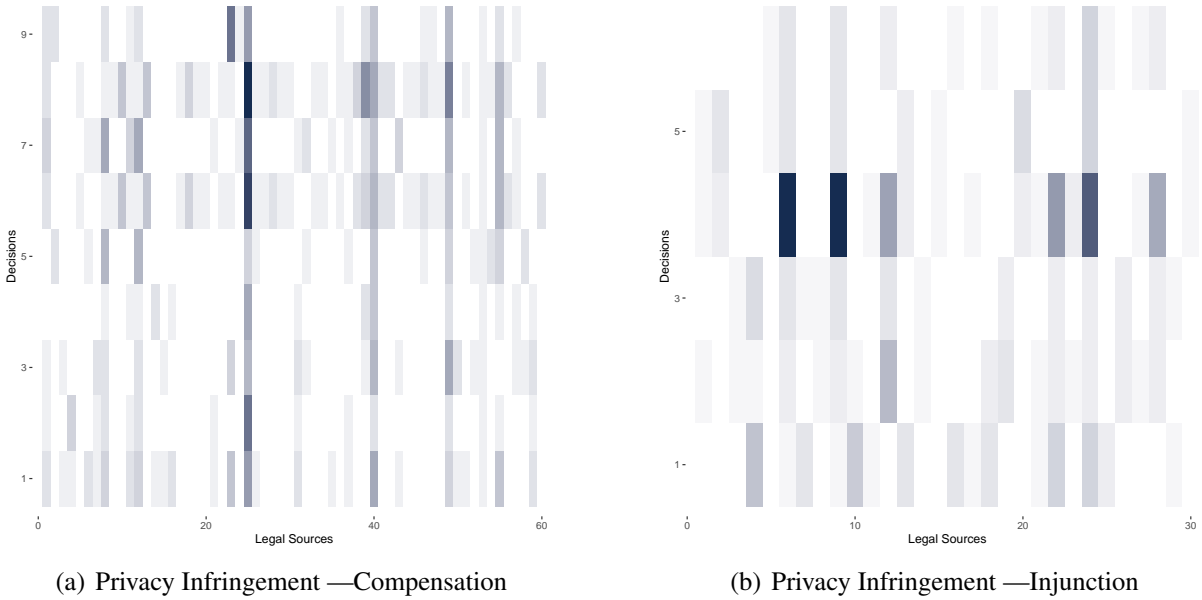 9
7
5
3
1
Decisions
0
20
40
60
Legal Sources
(a) Privacy Infringement —Compensation
5
3
1
Decisions
0
10
20
30
Legal Sources
(b) Privacy Infringement —Injunction